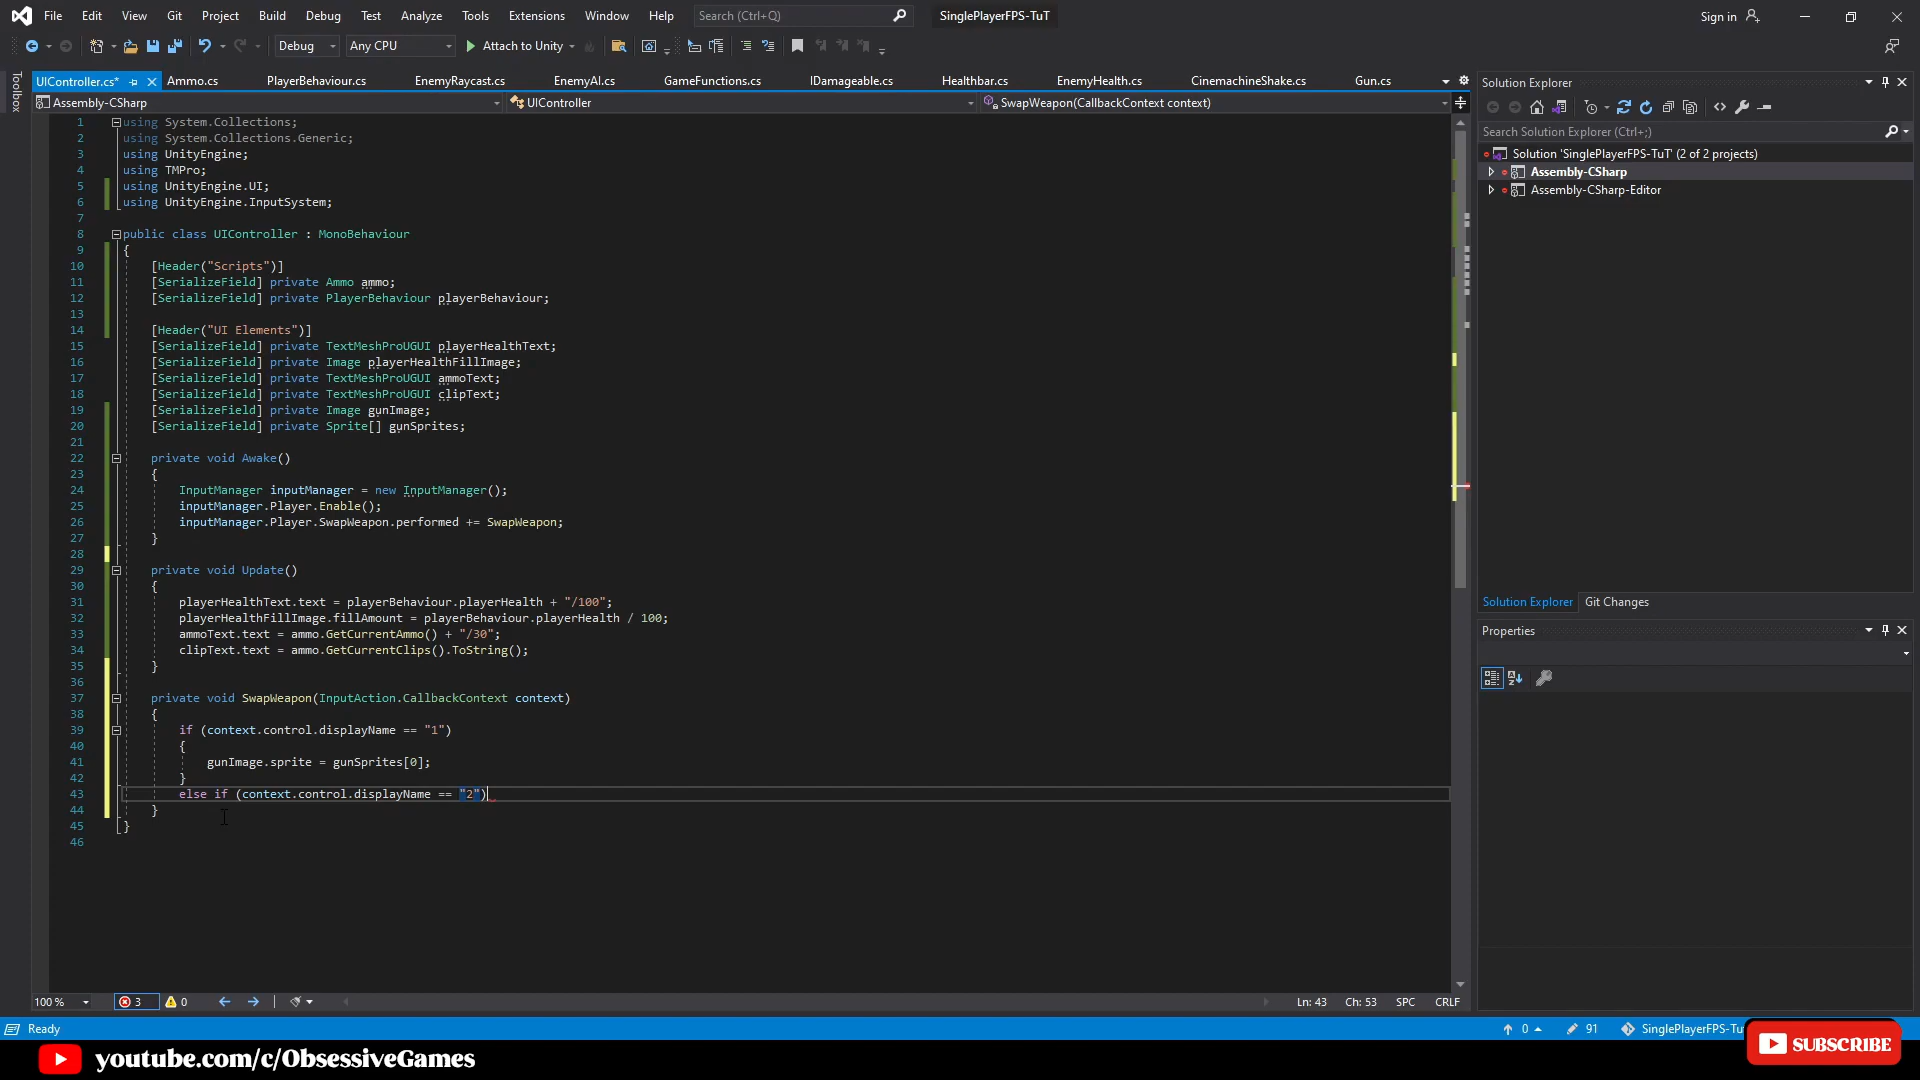 File Edit View Git Project Build Debug Test Analyze Tools Extensions Window Help Search (Ctrl+Q) SinglePlayerFPS-TuT Sign in
Debug Any CPU Attach to Unity
Toolbox
UIController.cs* Ammo.cs PlayerBehaviour.cs EnemyRaycast.cs EnemyAI.cs GameFunctions.cs IDamageable.cs Healthbar.cs EnemyHealth.cs CinemachineShake.cs Gun.cs
Assembly-CSharp UIController SwapWeapon(CallbackContext context)
1 using System.Collections;
2 using System.Collections.Generic;
3 using UnityEngine;
4 using TMPro;
5 using UnityEngine.UI;
6 using UnityEngine.InputSystem;
7
8 public class UIController : MonoBehaviour
9 {
10 [Header("Scripts")]
11 [SerializeField] private Ammo ammo;
12 [SerializeField] private PlayerBehaviour playerBehaviour;
13
14 [Header("UI Elements")]
15 [SerializeField] private TextMeshProUGUI playerHealthText;
16 [SerializeField] private Image playerHealthFillImage;
17 [SerializeField] private TextMeshProUGUI ammoText;
18 [SerializeField] private TextMeshProUGUI clipText;
19 [SerializeField] private Image gunImage;
20 [SerializeField] private Sprite[] gunSprites;
21
22 private void Awake()
23 {
24 InputManager inputManager = new InputManager();
25 inputManager.Player.Enable();
26 inputManager.Player.SwapWeapon.performed += SwapWeapon;
27 }
28
29 private void Update()
30 {
31 playerHealthText.text = playerBehaviour.playerHealth + "/100";
32 playerHealthFillImage.fillAmount = playerBehaviour.playerHealth / 100;
33 ammoText.text = ammo.GetCurrentAmmo() + "/30";
34 clipText.text = ammo.GetCurrentClips().ToString();
35 }
36
37 private void SwapWeapon(InputAction.CallbackContext context)
38 {
39 if (context.control.displayName == "1")
40 {
41 gunImage.sprite = gunSprites[0];
42 }
43 else if (context.control.displayName == "2")
44 }
45 }
46
100 % 3 0 Ln: 43 Ch: 53 SPC CRLF
Solution Explorer
Search Solution Explorer (Ctrl+;)
Solution 'SinglePlayerFPS-TuT' (2 of 2 projects)
Assembly-CSharp
Assembly-CSharp-Editor
Solution Explorer Git Changes
Properties
Ready 0 91 SinglePlayerFPS-Tu
youtube.com/c/ObsessiveGames
SUBSCRIBE